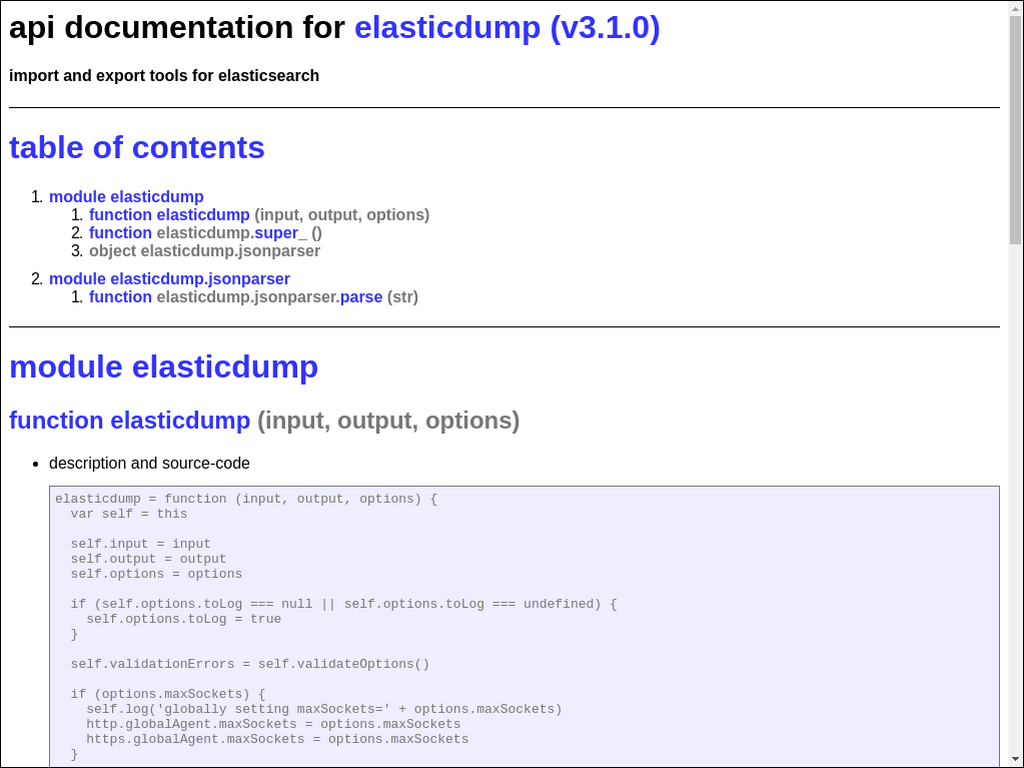 api documentation for elasticdump (v3.1.0)
import and export tools for elasticsearch
table of contents
1. module elasticdump
1. function elasticdump (input, output, options)
2. function elasticdump.super_ ()
3. object elasticdump.jsonparser
2. module elasticdump.jsonparser
1. function elasticdump.jsonparser.parse (str)
module elasticdump
function elasticdump (input, output, options)
• description and source-code
elasticdump = function (input, output, options) {
  var self = this
  self.input = input
  self.output = output
  self.options = options
  if (self.options.toLog === null || self.options.toLog === undefined) {
    self.options.toLog = true
  }
  self.validationErrors = self.validateOptions()
  if (options.maxSockets) {
    self.log('globally setting maxSockets=' + options.maxSockets)
    http.globalAgent.maxSockets = options.maxSockets
    https.globalAgent.maxSockets = options.maxSockets
  }